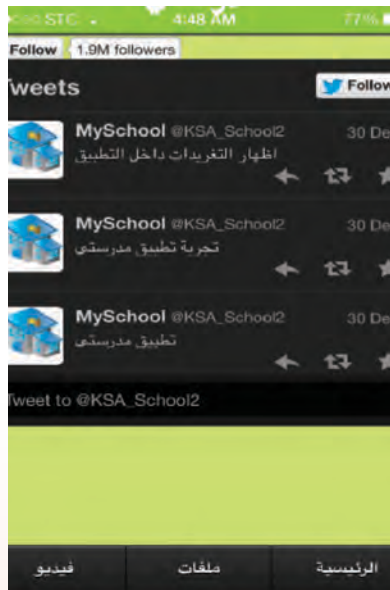 STC 4:48 AM 77%
Follow 1.9M followers
Tweets Follow
MySchool @KSA_School2 30 De
اظهار التغريدات داخل التطبيق
MySchool @KSA_School2 30 De
تجربة تطبيق مدرستي
MySchool @KSA_School2 30 De
تطبيق مدرستي
Tweet to @KSA_School2
الرئيسية ملفات فيديو